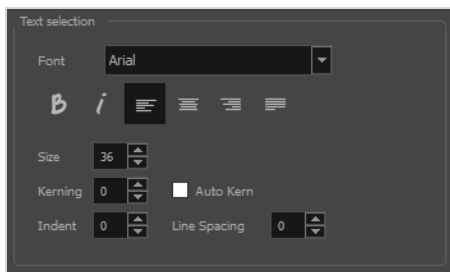 Text selection
Font Arial
B i
Size 36
Kerning 0 Auto Kern
Indent 0 Line Spacing 0